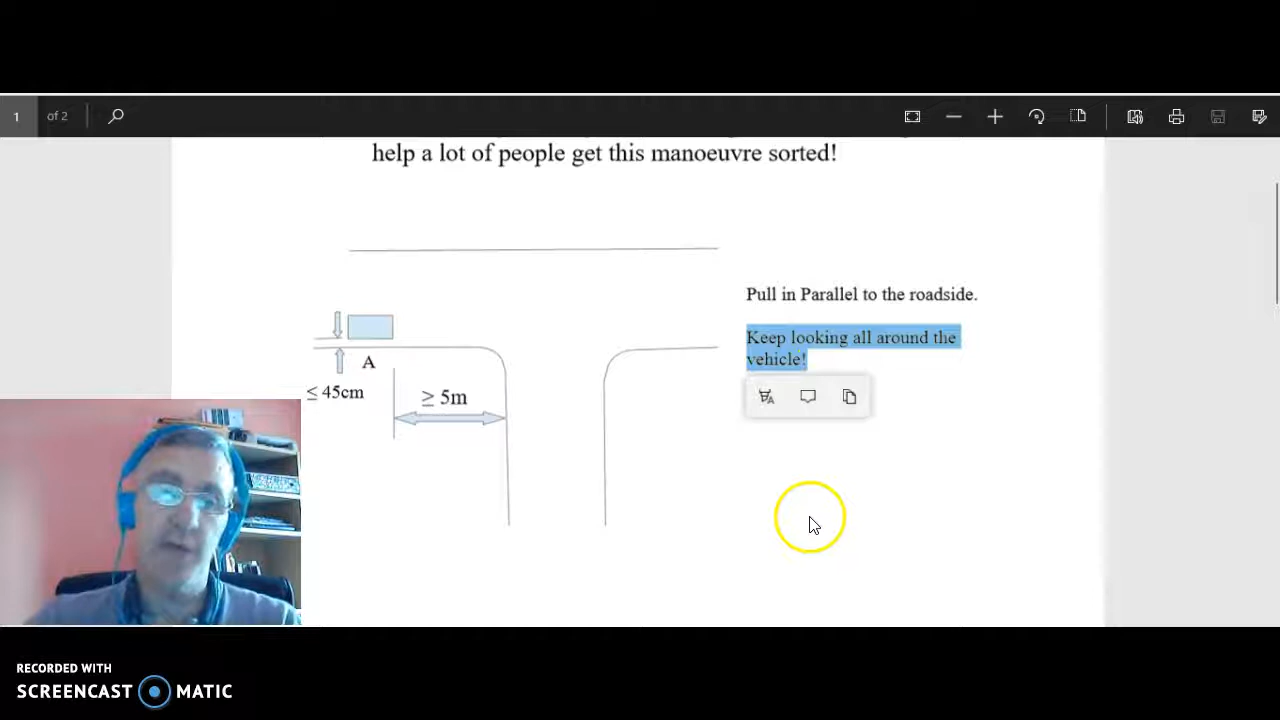 1 of 2
help a lot of people get this manoeuvre sorted!
Pull in Parallel to the roadside.
Keep looking all around the
vehicle!
A
≤ 45cm
≥ 5m
RECORDED WITH
SCREENCAST MATIC